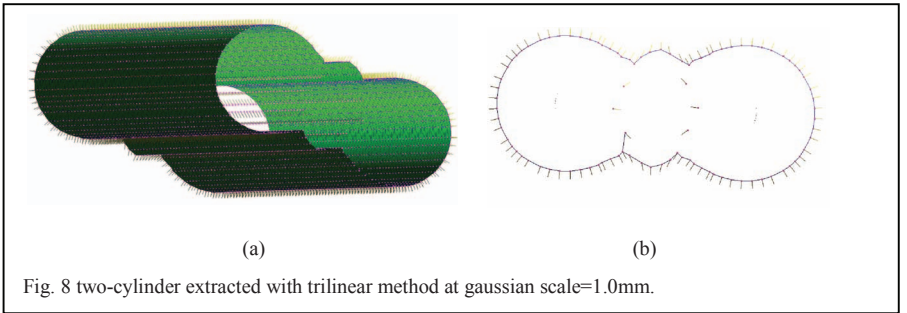 (a) (b)
Fig. 8 two-cylinder extracted with trilinear method at gaussian scale=1.0mm.